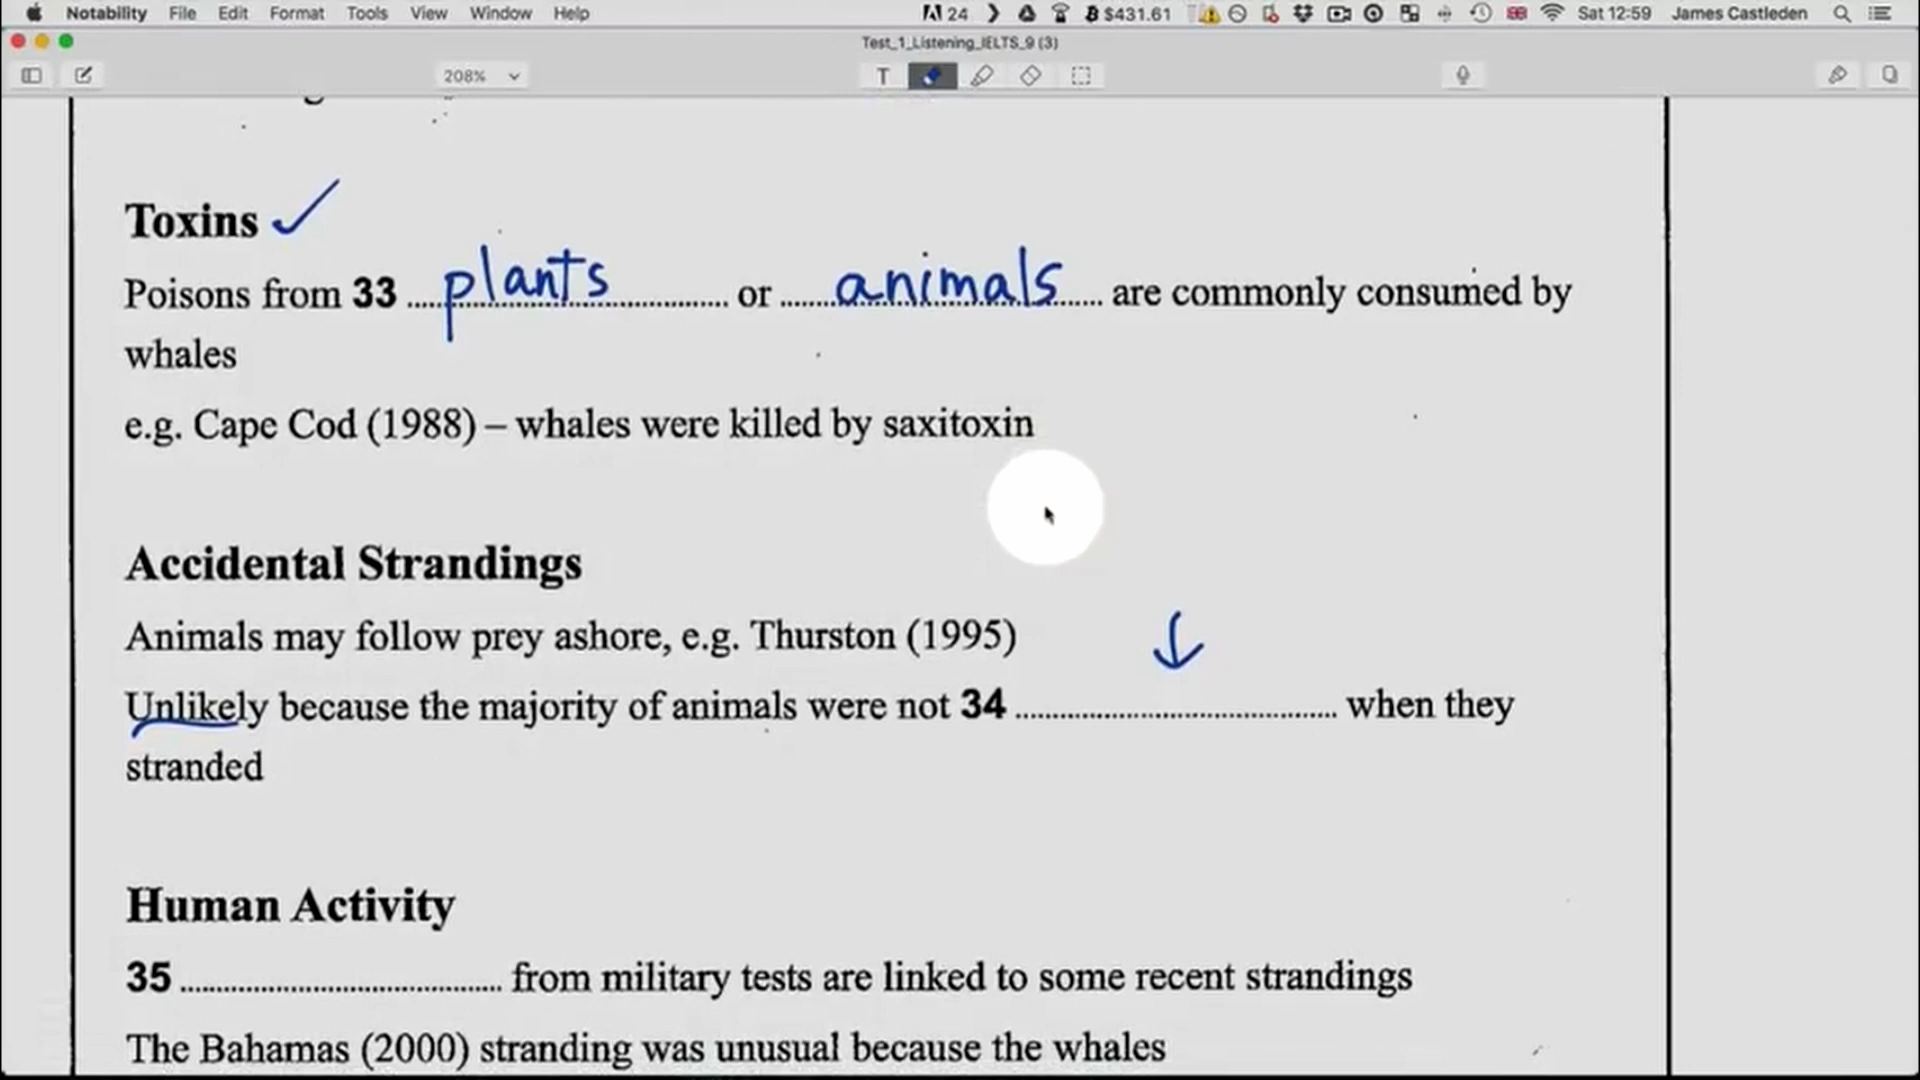 Notability File Edit Format Tools View Window Help 24 $431.61 Sat 12:59 James Castleden
Test_1_Listening_IELTS_9 (3)
208% T
Toxins
Poisons from 33 plants or animals are commonly consumed by
whales
e.g. Cape Cod (1988) – whales were killed by saxitoxin
Accidental Strandings
Animals may follow prey ashore, e.g. Thurston (1995)
Unlikely because the majority of animals were not 34 ........................................ when they
stranded
Human Activity
35 ........................................ from military tests are linked to some recent strandings
The Bahamas (2000) stranding was unusual because the whales